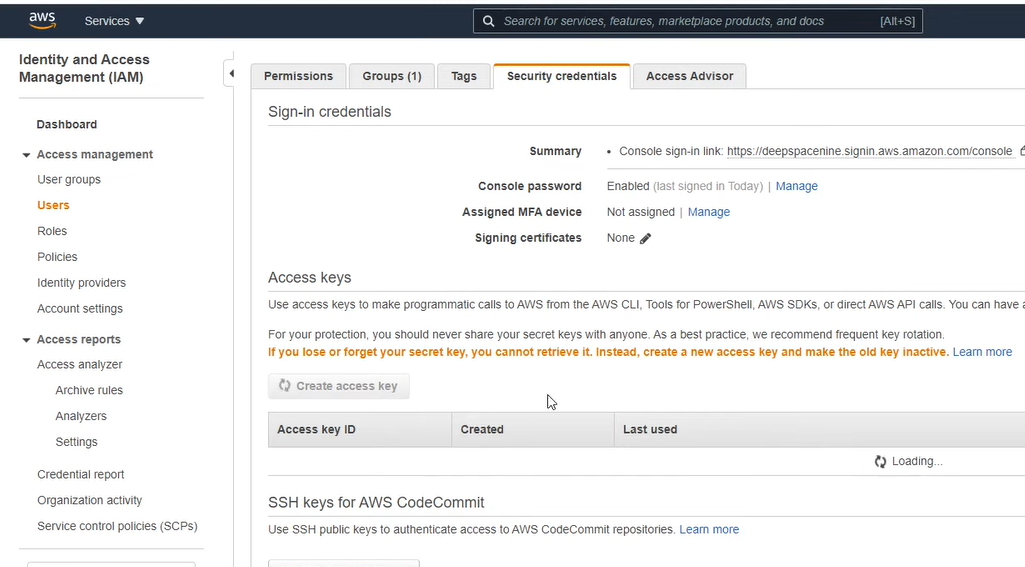 aws
Services ▼
Search for services, features, marketplace products, and docs
[Alt+S]
Identity and Access
Management (IAM)
Dashboard
Access management
User groups
Users
Roles
Policies
Identity providers
Account settings
Access reports
Access analyzer
Archive rules
Analyzers
Settings
Credential report
Organization activity
Service control policies (SCPs)
Permissions
Groups (1)
Tags
Security credentials
Access Advisor
Sign-in credentials
Summary
• Console sign-in link: https://deepspacenine.signin.aws.amazon.com/console
Console password
Enabled (last signed in Today) | Manage
Assigned MFA device
Not assigned | Manage
Signing certificates
None
Access keys
Use access keys to make programmatic calls to AWS from the AWS CLI, Tools for PowerShell, AWS SDKs, or direct AWS API calls. You can have a
For your protection, you should never share your secret keys with anyone. As a best practice, we recommend frequent key rotation.
If you lose or forget your secret key, you cannot retrieve it. Instead, create a new access key and make the old key inactive. Learn more
Create access key
Access key ID
Created
Last used
Loading...
SSH keys for AWS CodeCommit
Use SSH public keys to authenticate access to AWS CodeCommit repositories. Learn more